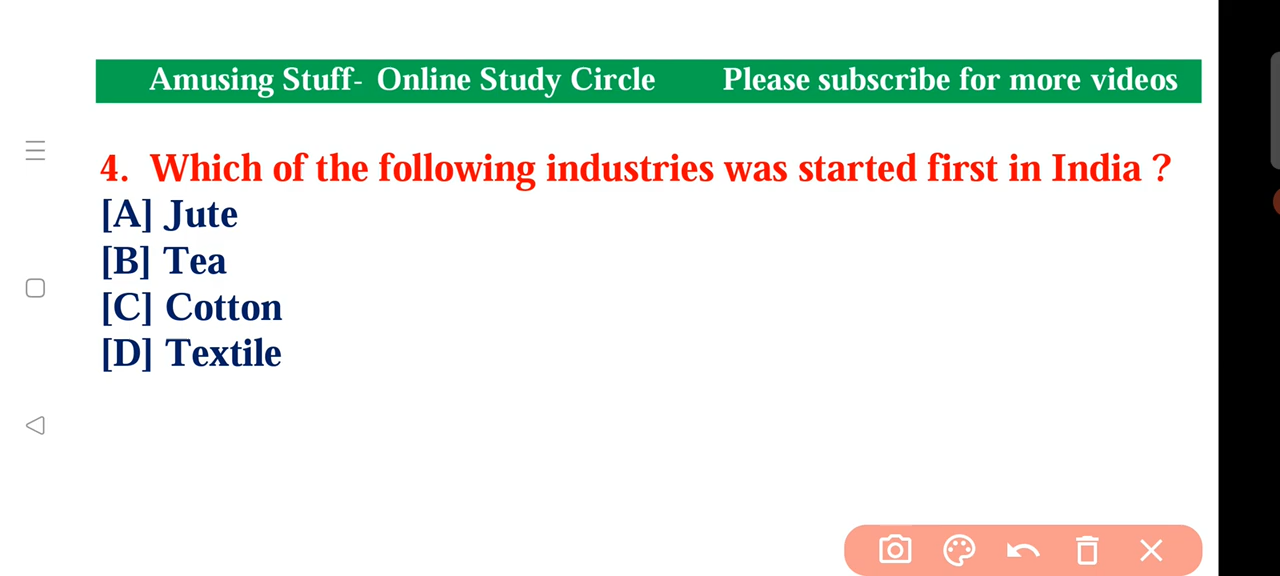 Amusing Stuff- Online Study Circle Please subscribe for more videos
4. Which of the following industries was started first in India ?
[A] Jute
[B] Tea
[C] Cotton
[D] Textile